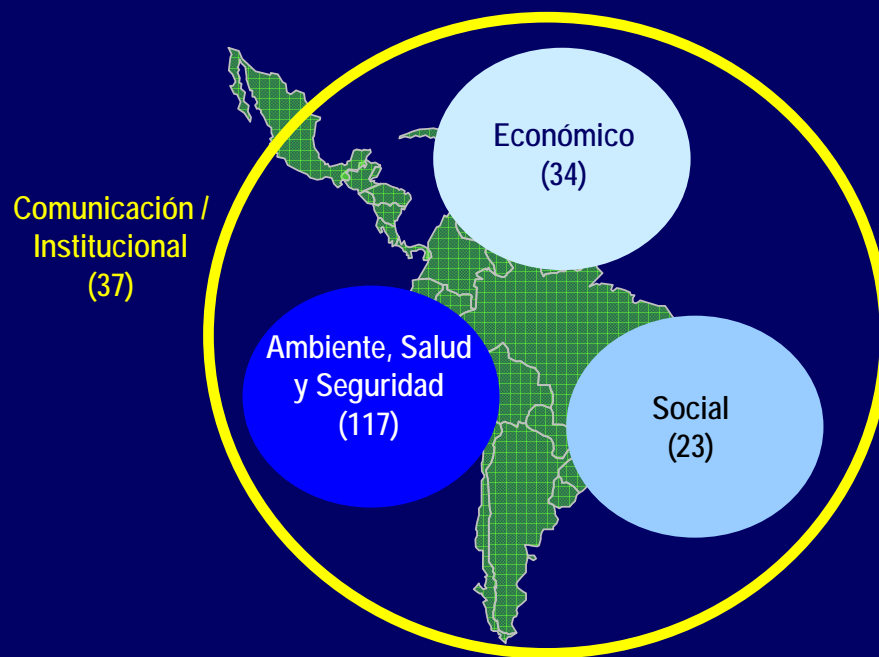 Económico
(34)
Comunicación /
Institucional
(37)
Ambiente, Salud
y Seguridad
(117)
Social
(23)